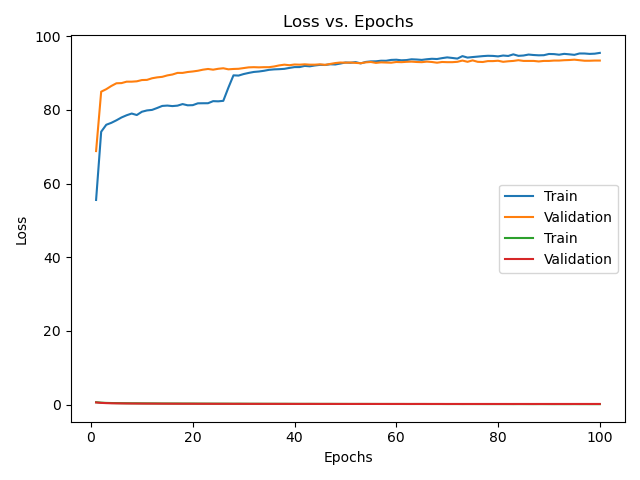 Loss vs. Epochs
Loss
100
80
60
40
20
0
Train
Validation
Train
Validation
0 20 40 60 80 100
Epochs